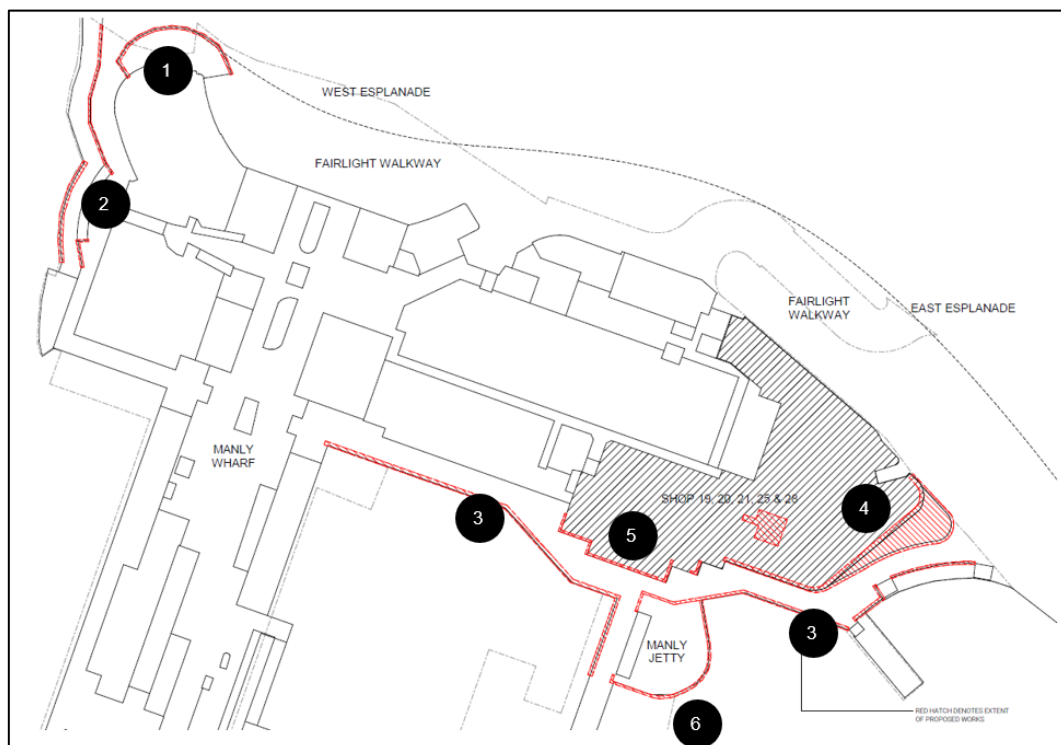 1
WEST ESPLANADE
FAIRLIGHT WALKWAY
2
FAIRLIGHT
WALKWAY
EAST ESPLANADE
MANLY
WHARF
SHOP 19, 20, 21, 25 & 28
3
4
5
3
MANLY
JETTY
6
RED HATCH DENOTES EXTENT
OF PROPOSED WORKS